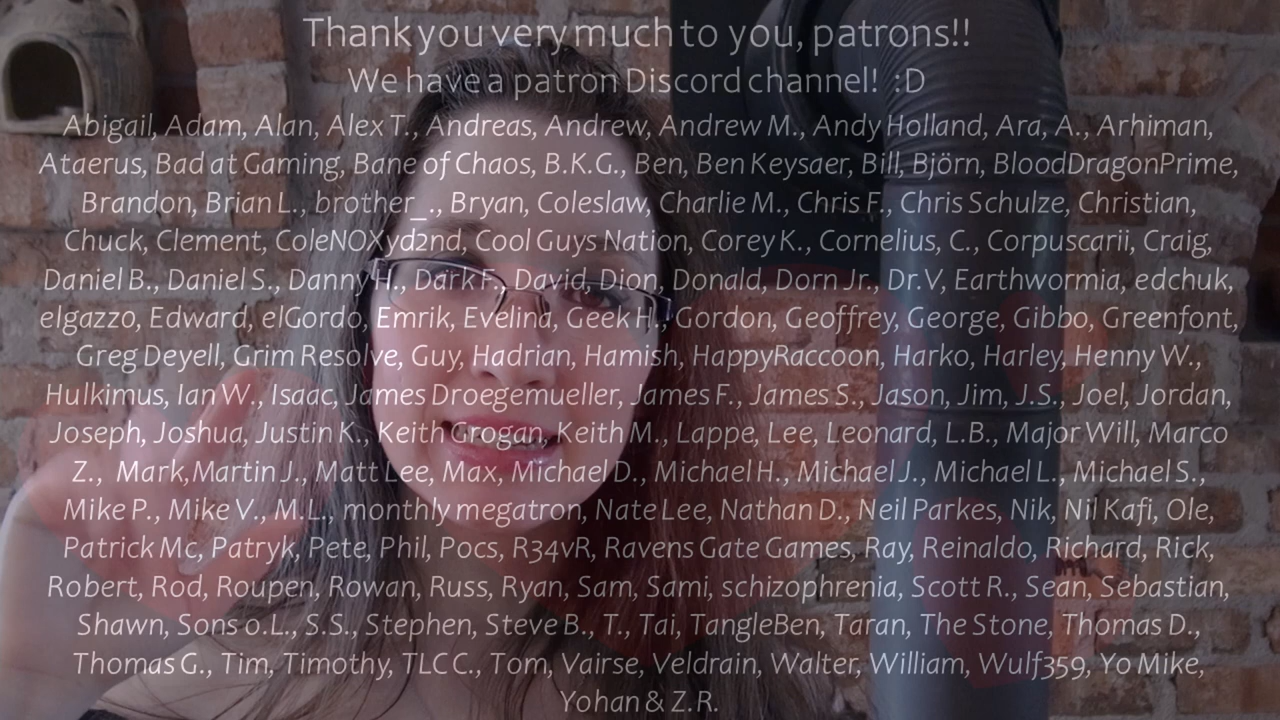 Thank you very much to you, patrons!!
We have a patron Discord channel! :D
Abigail, Adam, Alan, Alex T., Andreas, Andrew, Andrew M., Andy Holland, Ara, A., Arhiman,
Ataerus, Bad at Gaming, Bane of Chaos, B.K.G., Ben, Ben Keysaer, Bill, Björn, BloodDragonPrime,
Brandon, Brian L., brother_., Bryan, Coleslaw, Charlie M., Chris F., Chris Schulze, Christian,
Chuck, Clement, ColeNOXyd2nd, Cool Guys Nation, Corey K., Cornelius, C., Corpuscarii, Craig,
Daniel B., Daniel S., Danny H., Dark F., David, Dion, Donald, Dorn Jr., Dr.V, Earthwormia, edchuk,
elgazzo, Edward, elGordo, Emrik, Evelina, Geek H., Gordon, Geoffrey, George, Gibbo, Greenfont,
Greg Deyell, Grim Resolve, Guy, Hadrian, Hamish, HappyRaccoon, Harko, Harley, Henny W.,
Hulkimus, Ian W., Isaac, James Droegemueller, James F., James S., Jason, Jim, J.S., Joel, Jordan,
Joseph, Joshua, Justin K., Keith Grogan, Keith M., Lappe, Lee, Leonard, L.B., Major Will, Marco
Z., Mark,Martin J., Matt Lee, Max, Michael D., Michael H., Michael J., Michael L., Michael S.,
Mike P., Mike V., M.L., monthly megatron, Nate Lee, Nathan D., Neil Parkes, Nik, Nil Kafi, Ole,
Patrick Mc, Patryk, Pete, Phil, Pocs, R34vR, Ravens Gate Games, Ray, Reinaldo, Richard, Rick,
Robert, Rod, Roupen, Rowan, Russ, Ryan, Sam, Sami, schizophrenia, Scott R., Sean, Sebastian,
Shawn, Sons o.L., S.S., Stephen, Steve B., T., Tai, TangleBen, Taran, The Stone, Thomas D.,
Thomas G., Tim, Timothy, TLC C., Tom, Vairse, Veldrain, Walter, William, Wulf359, Yo Mike,
Yohan & Z.R.